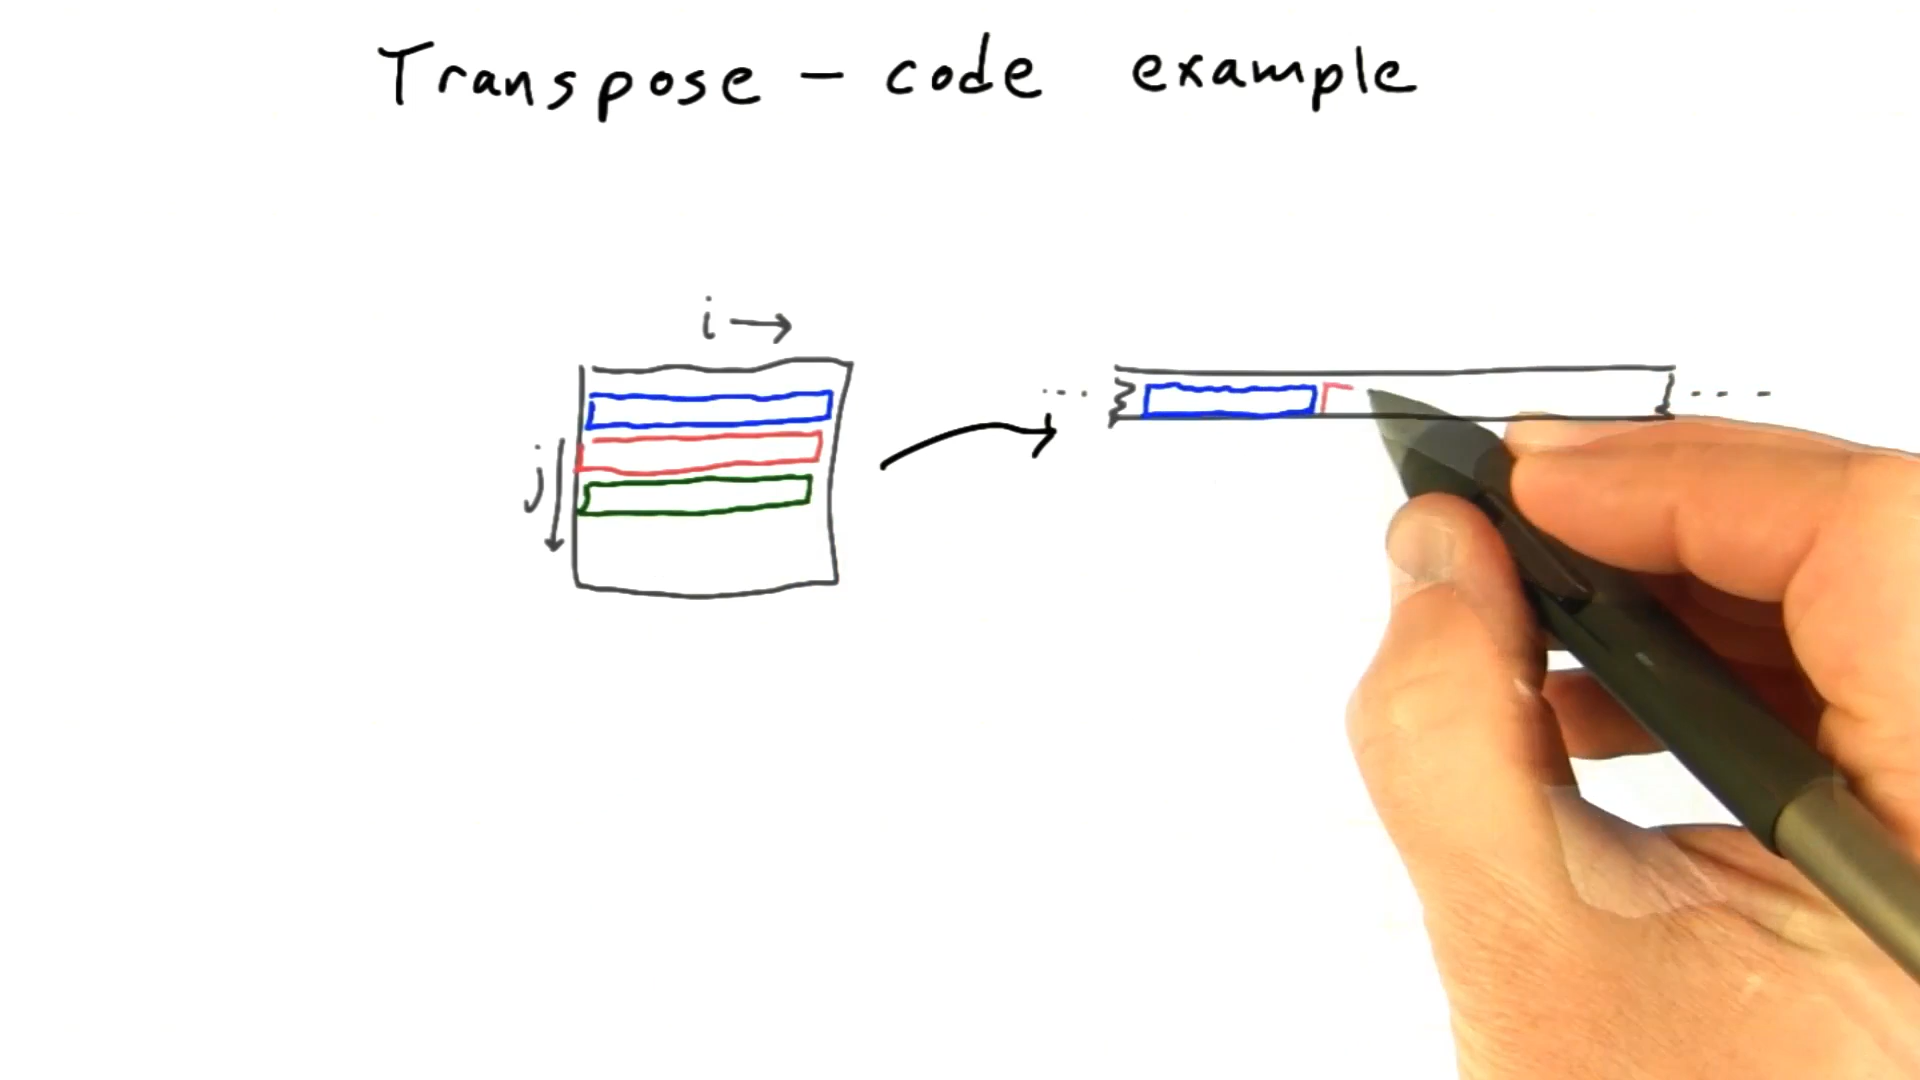 Transpose - code example
i →
j ↓